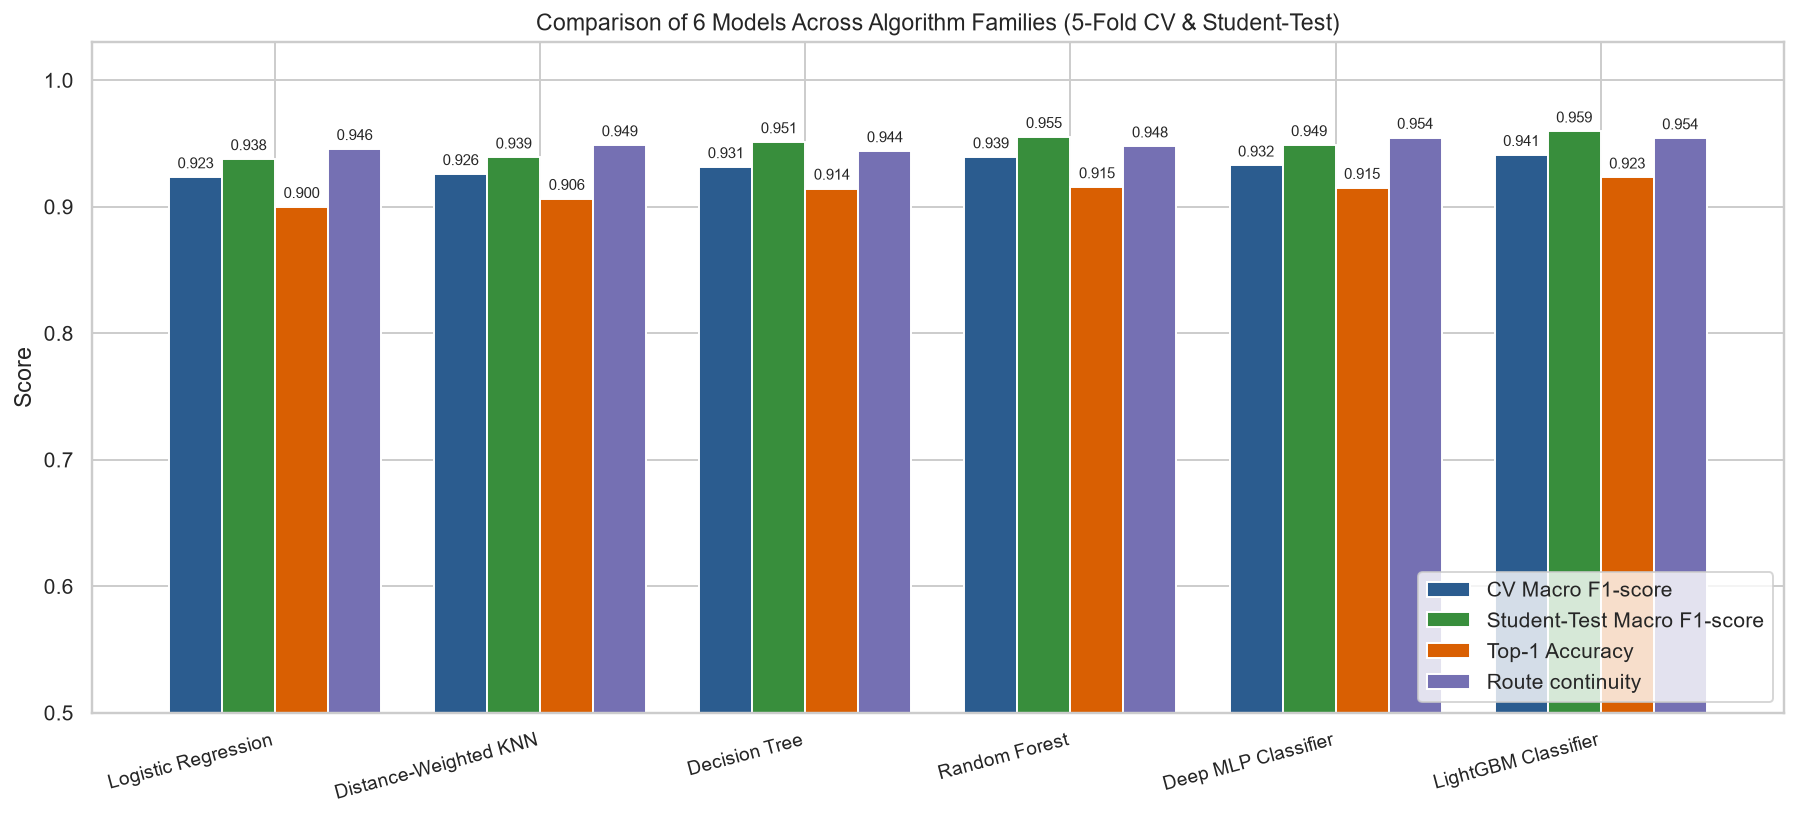 Comparison of 6 Models Across Algorithm Families (5-Fold CV & Student-Test)
Score
1.0
0.9
0.8
0.7
0.6
0.5
0.923
0.938
0.900
0.946
0.926
0.939
0.906
0.949
0.931
0.951
0.914
0.944
0.939
0.955
0.915
0.948
0.932
0.949
0.915
0.954
0.941
0.959
0.923
0.954
CV Macro F1-score
Student-Test Macro F1-score
Top-1 Accuracy
Route continuity
Logistic Regression
Distance-Weighted KNN
Decision Tree
Random Forest
Deep MLP Classifier
LightGBM Classifier